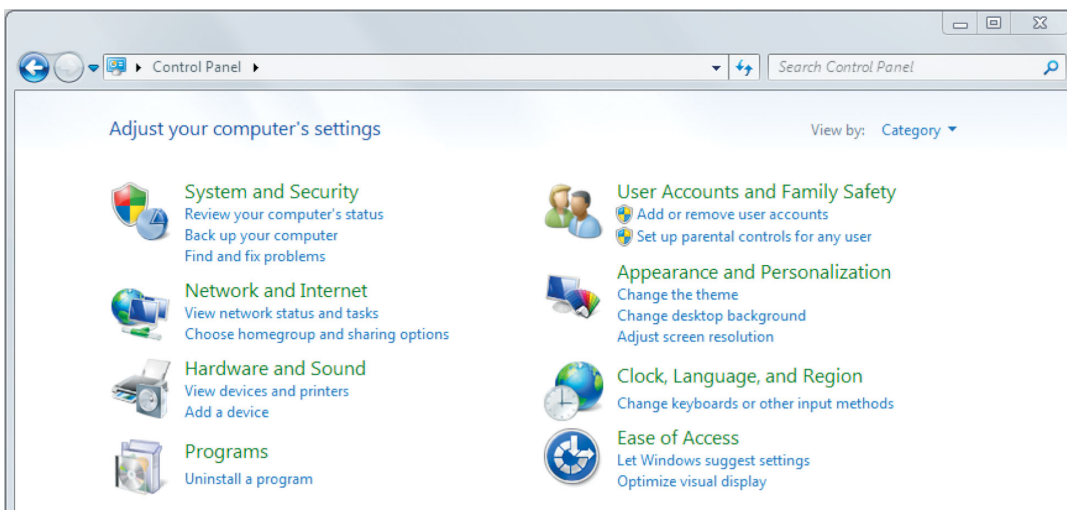 Control Panel
Search Control Panel
Adjust your computer's settings
View by: Category
System and Security
Review your computer's status
Back up your computer
Find and fix problems
Network and Internet
View network status and tasks
Choose homegroup and sharing options
Hardware and Sound
View devices and printers
Add a device
Programs
Uninstall a program
User Accounts and Family Safety
Add or remove user accounts
Set up parental controls for any user
Appearance and Personalization
Change the theme
Change desktop background
Adjust screen resolution
Clock, Language, and Region
Change keyboards or other input methods
Ease of Access
Let Windows suggest settings
Optimize visual display